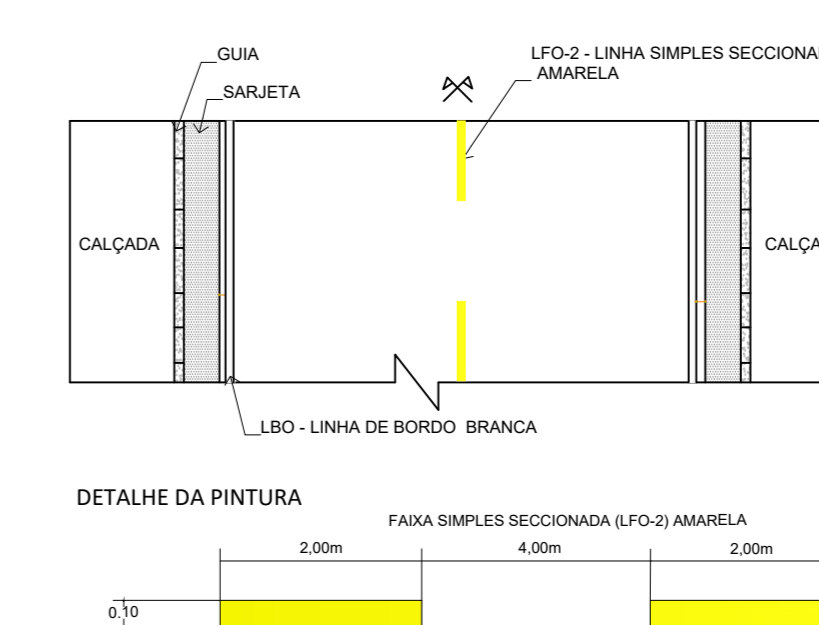 GUIA
LFO-2 - LINHA SIMPLES SECCIONA
AMARELA
SARJETA
CALÇADA
CALÇA
LBO - LINHA DE BORDO BRANCA
DETALHE DA PINTURA
FAIXA SIMPLES SECCIONADA (LFO-2) AMARELA
2,00m
4,00m
2,00m
0.10